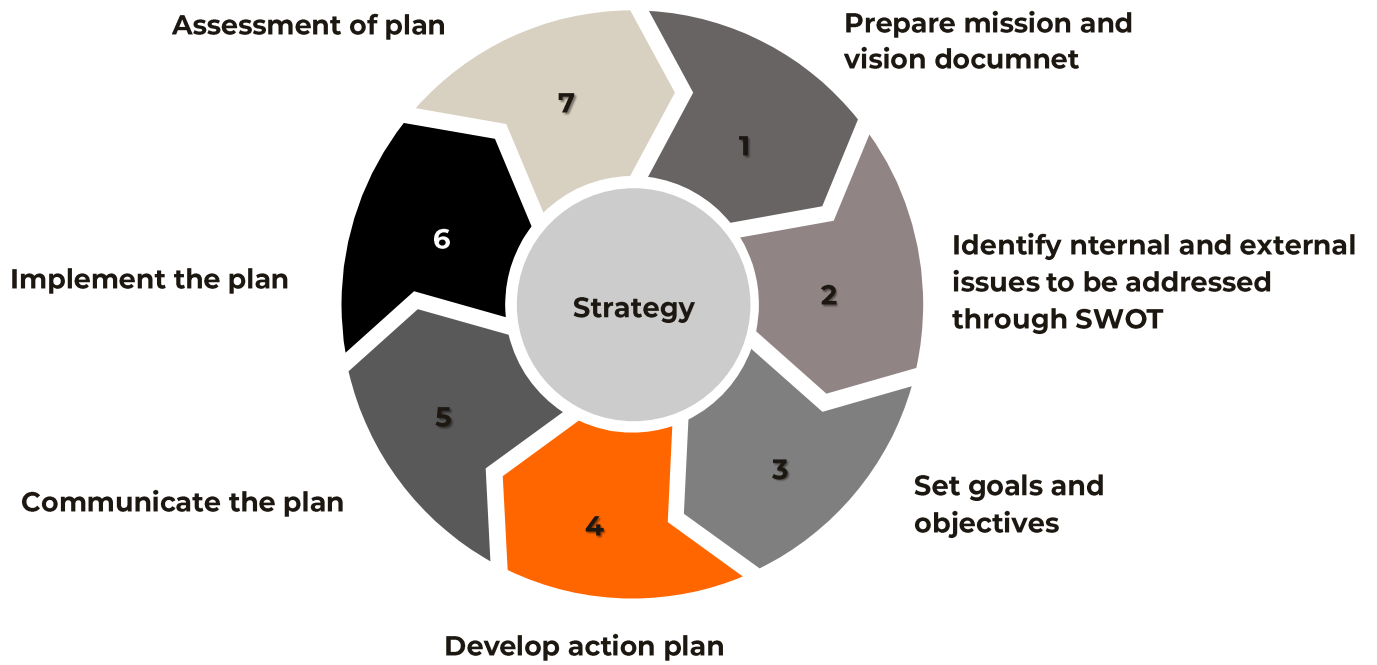 Assessment of plan
Prepare mission and
vision documnet
7
1
6
2
Identify nternal and external
issues to be addressed
through SWOT
Implement the plan
Strategy
5
3
Set goals and
objectives
Communicate the plan
4
Develop action plan